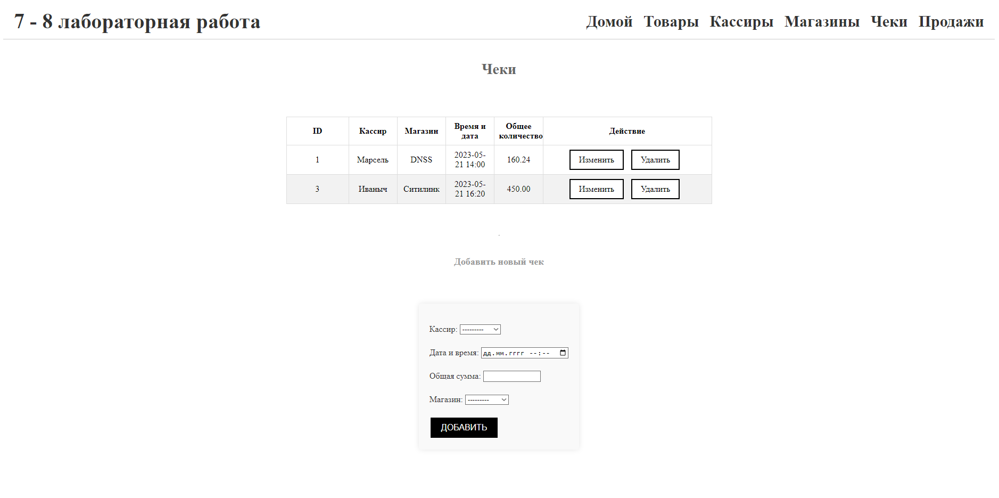 7 - 8 лабораторная работа
Домой Товары Кассиры Магазины Чеки Продажи
Чеки
ID Кассир Магазин Время и дата Общее количество Действие
1 Марсель DNSS 2023-05-21 14:00 160.24 Изменить Удалить
3 Иваныч Ситилинк 2023-05-21 16:20 450.00 Изменить Удалить
Добавить новый чек
Кассир: ---------
Дата и время: дд.мм.гггг --:--
Общая сумма:
Магазин: ---------
ДОБАВИТЬ